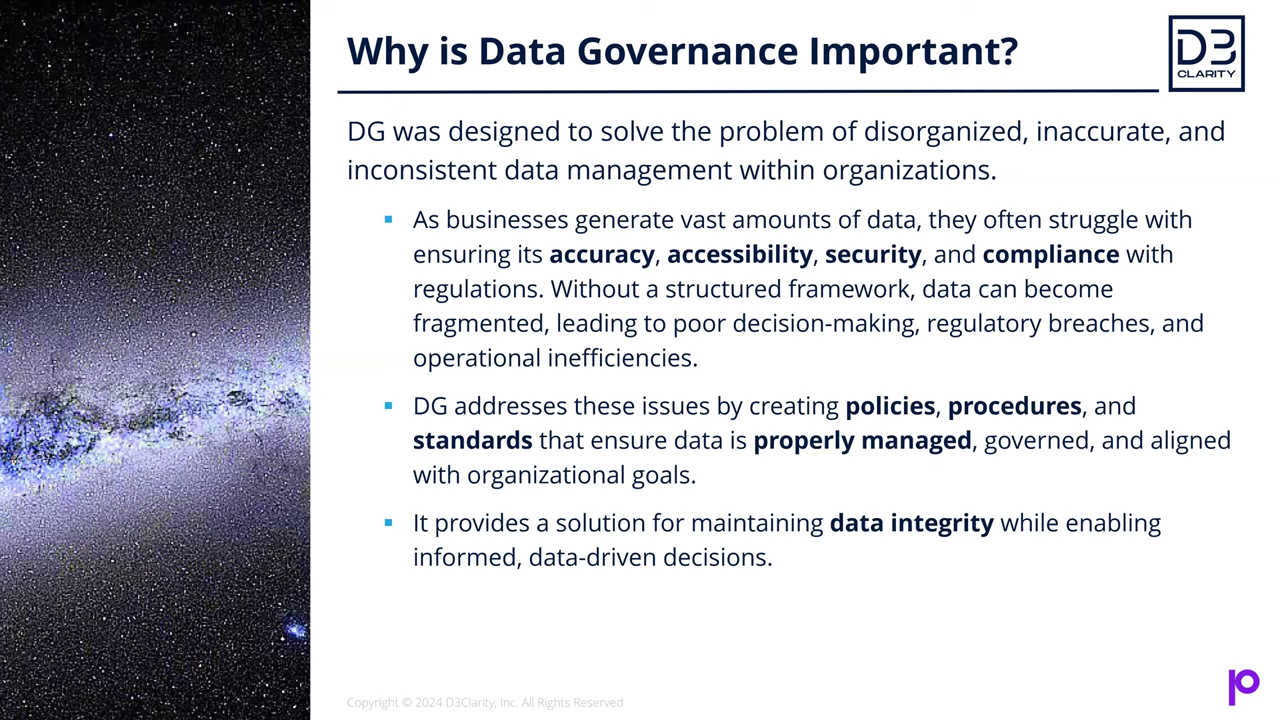 Why is Data Governance Important?
D3
CLARITY
DG was designed to solve the problem of disorganized, inaccurate, and
inconsistent data management within organizations.
▪ As businesses generate vast amounts of data, they often struggle with
ensuring its accuracy, accessibility, security, and compliance with
regulations. Without a structured framework, data can become
fragmented, leading to poor decision-making, regulatory breaches, and
operational inefficiencies.
▪ DG addresses these issues by creating policies, procedures, and
standards that ensure data is properly managed, governed, and aligned
with organizational goals.
▪ It provides a solution for maintaining data integrity while enabling
informed, data-driven decisions.
Copyright © 2024 D3Clarity, Inc. All Rights Reserved